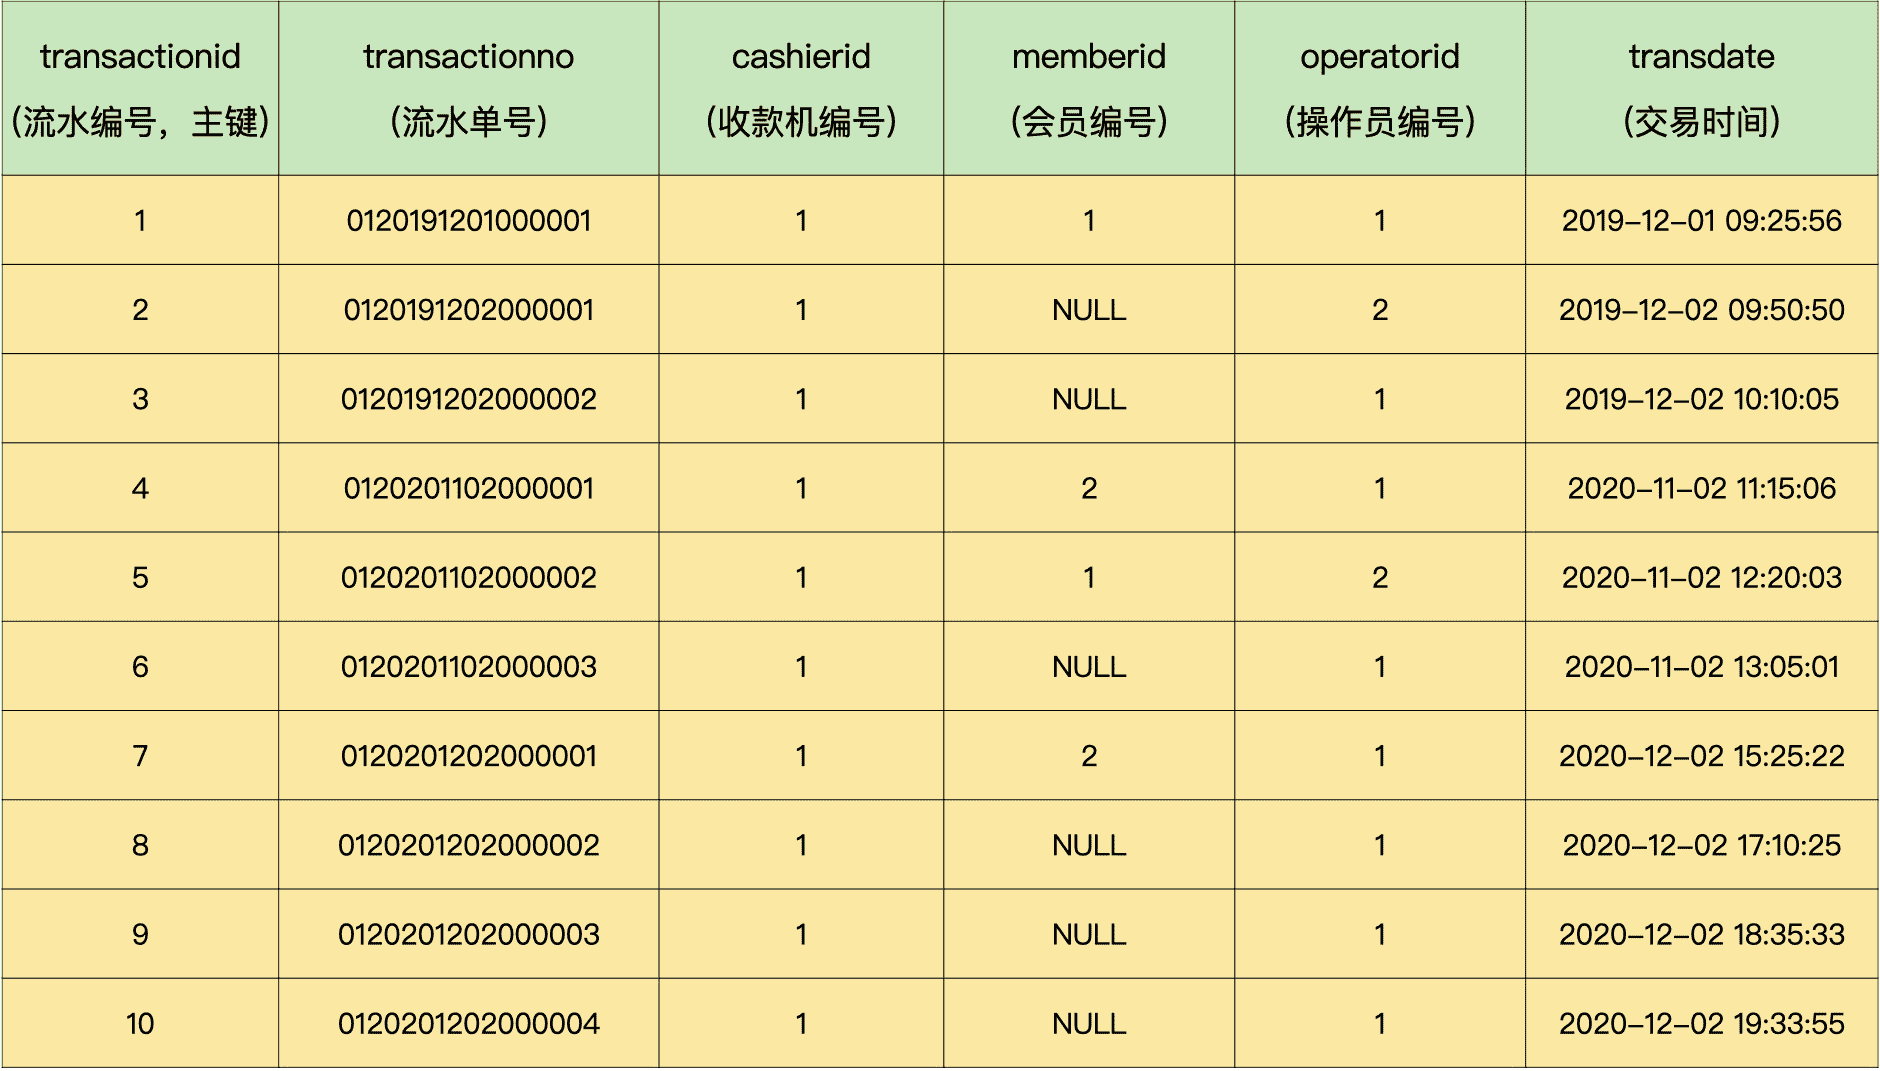 transactionid transactionno cashierid memberid operatorid transdate
(流水编号，主键) (流水单号) (收款机编号) (会员编号) (操作员编号) (交易时间)
1 0120191201000001 1 1 1 2019-12-01 09:25:56
2 0120191202000001 1 NULL 2 2019-12-02 09:50:50
3 0120191202000002 1 NULL 1 2019-12-02 10:10:05
4 0120201102000001 1 2 1 2020-11-02 11:15:06
5 0120201102000002 1 1 2 2020-11-02 12:20:03
6 0120201102000003 1 NULL 1 2020-11-02 13:05:01
7 0120201202000001 1 2 1 2020-12-02 15:25:22
8 0120201202000002 1 NULL 1 2020-12-02 17:10:25
9 0120201202000003 1 NULL 1 2020-12-02 18:35:33
10 0120201202000004 1 NULL 1 2020-12-02 19:33:55